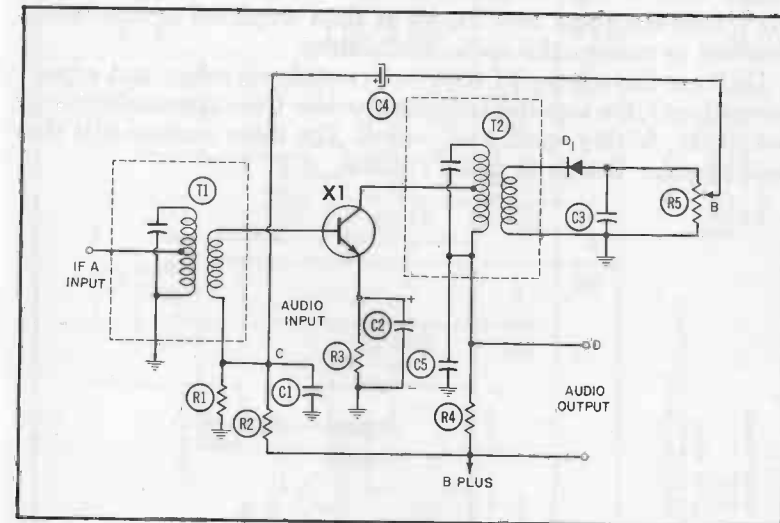 C4
T2
D1
T1
X1
C3
R5
B
IF A
INPUT
AUDIO
INPUT
+
C2
C
R3
C5
D
R1
C1
R2
-
R4
AUDIO
OUTPUT
B PLUS